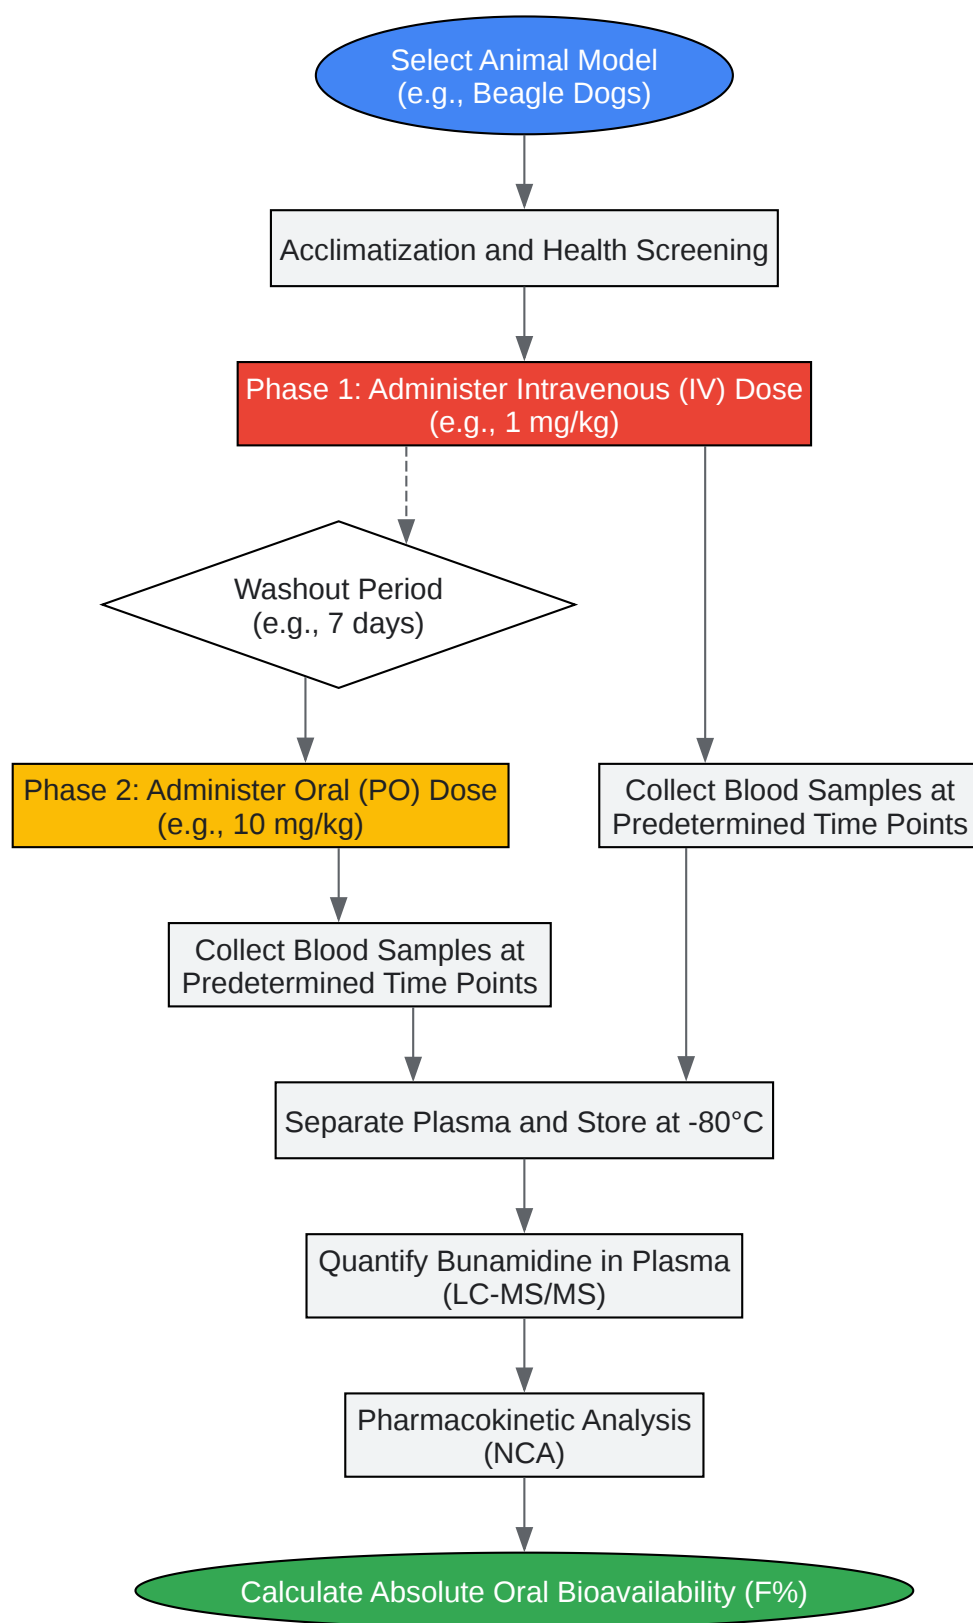 Select Animal Model
(e.g., Beagle Dogs)
Acclimatization and Health Screening
Phase 1: Administer Intravenous (IV) Dose
(e.g., 1 mg/kg)
Washout Period
(e.g., 7 days)
Phase 2: Administer Oral (PO) Dose
(e.g., 10 mg/kg)
Collect Blood Samples at
Predetermined Time Points
Collect Blood Samples at
Predetermined Time Points
Separate Plasma and Store at -80°C
Quantify Bunamidine in Plasma
(LC-MS/MS)
Pharmacokinetic Analysis
(NCA)
Calculate Absolute Oral Bioavailability (F%)